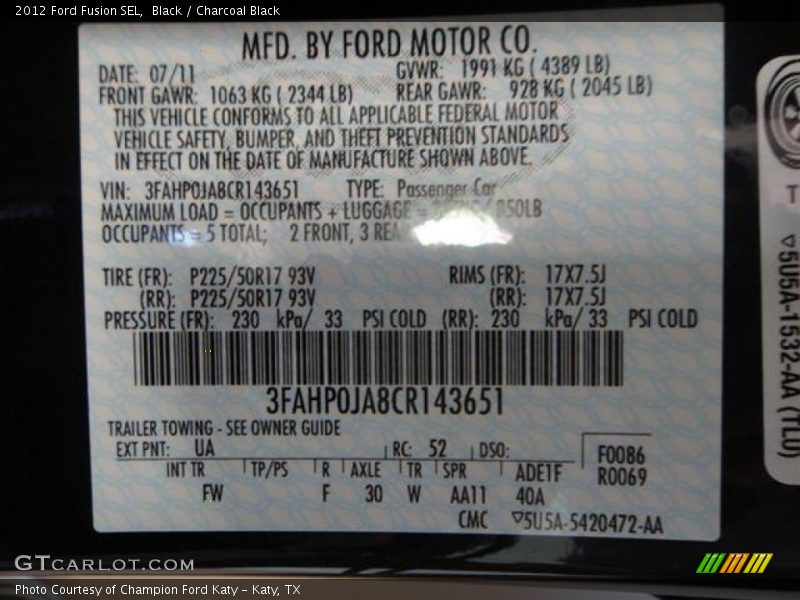 2012 Ford Fusion SEL,  Black / Charcoal Black
MFD. BY FORD MOTOR CO.
DATE: 07/11 GVWR: 1991 KG ( 4389 LB)
FRONT GAWR: 1063 KG ( 2344 LB) REAR GAWR: 928 KG ( 2045 LB)
THIS VEHICLE CONFORMS TO ALL APPLICABLE FEDERAL MOTOR
VEHICLE SAFETY, BUMPER, AND THEFT PREVENTION STANDARDS
IN EFFECT ON THE DATE OF MANUFACTURE SHOWN ABOVE.
VIN: 3FAHP0JA8CR143651 TYPE: Passenger Car
MAXIMUM LOAD = OCCUPANTS + LUGGAGE = / 850LB
OCCUPANTS = 5 TOTAL; 2 FRONT, 3 REA
TIRE (FR): P225/50R17 93V RIMS (FR): 17X7.5J
(RR): P225/50R17 93V (RR): 17X7.5J
PRESSURE (FR): 230 kPa/ 33 PSI COLD (RR): 230 kPa/ 33 PSI COLD
3FAHP0JA8CR143651
TRAILER TOWING - SEE OWNER GUIDE
EXT PNT: UA RC: 52 DSO: F0086
INT TR TP/PS R AXLE TR SPR ADE1F R0069
FW F 30 W AA11 40A
CMC ▽5U5A-5420472-AA
T
▽5U5A-1532-AA (TLU)
GTCARLOT.COM
Photo Courtesy of Champion Ford Katy - Katy, TX